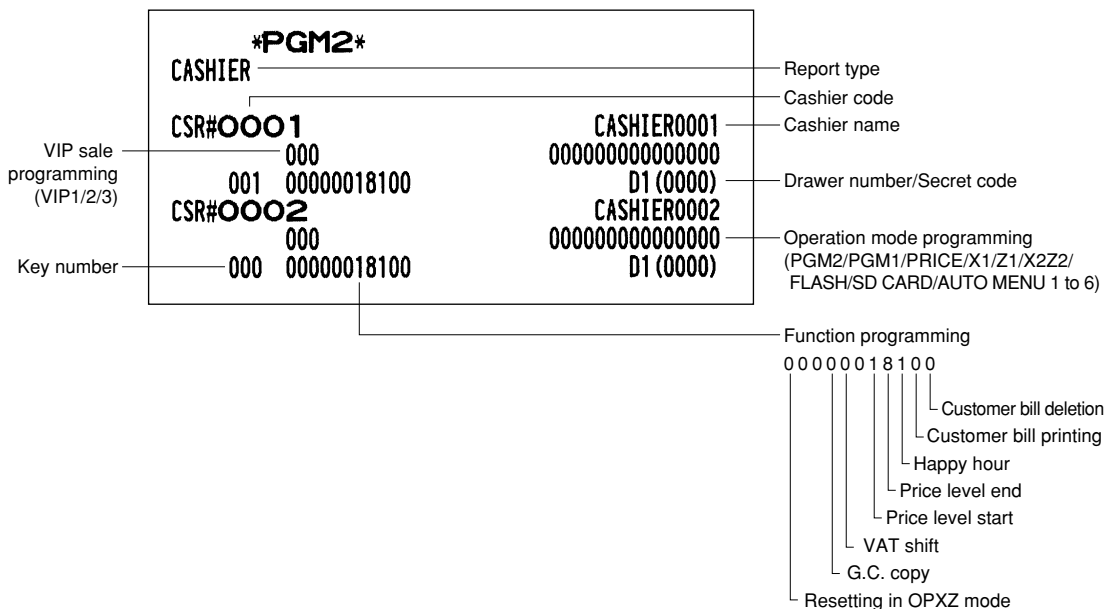 *PGM2*
CASHIER
Report type
Cashier code
CSR#0001 CASHIER0001
Cashier name
VIP sale
programming
(VIP1/2/3)
000 000000000000000
001 00000018100 D1(0000)
Drawer number/Secret code
CSR#0002 CASHIER0002
000 000000000000000
Operation mode programming
(PGM2/PGM1/PRICE/X1/Z1/X2Z2/
FLASH/SD CARD/AUTO MENU 1 to 6)
Key number
000 00000018100 D1(0000)
Function programming
00000018100
Customer bill deletion
Customer bill printing
Happy hour
Price level end
Price level start
VAT shift
G.C. copy
Resetting in OPXZ mode